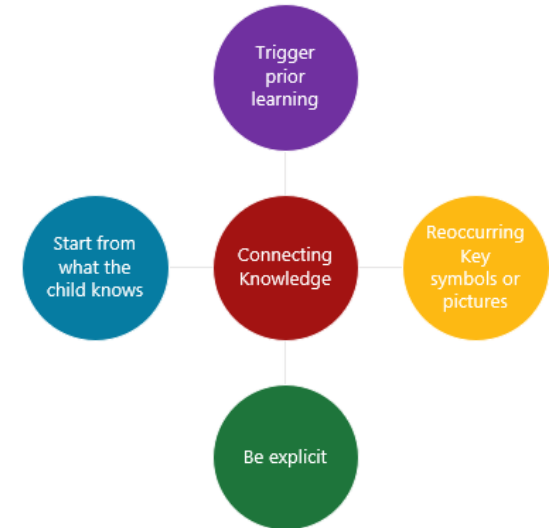 Trigger
prior
learning
Start from
what the
child knows
Connecting
Knowledge
Reoccurring
Key
symbols or
pictures
Be explicit